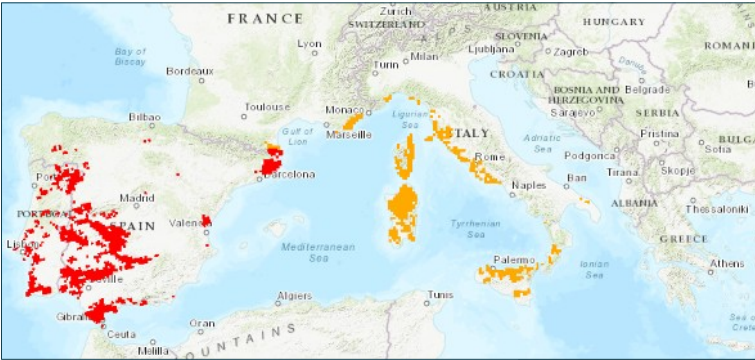 FRANCE
Zurich
AUSTRIA
SWITZERLAND
HUNGARY
SLOVENIA
Ljubljana
Zagreb
Lyon
Milan
Turin
CROATIA
Bay of
Biscay
Bordeaux
BOSNIA AND
HERZEGOVINA
Belgrade
Danube
Sarajevo
SERBIA
Toulouse
Monaco
Marseille
Ligurian
Sea
Gulf of
Lion
Bilbao
ITALY
Adriatic
Sea
Pristina
Sofia
Podgorica
Skopje
Rome
Tirana
Barcelona
Madrid
Naples
Bari
ALBANIA
Thessaloniki
SPAIN
Valencia
Tyrrhenian
Sea
Mediterranean
Sea
GREECE
Ionian
Sea
Palermo
Athens
Algiers
Tunis
Oran
Ceuta
Melilla